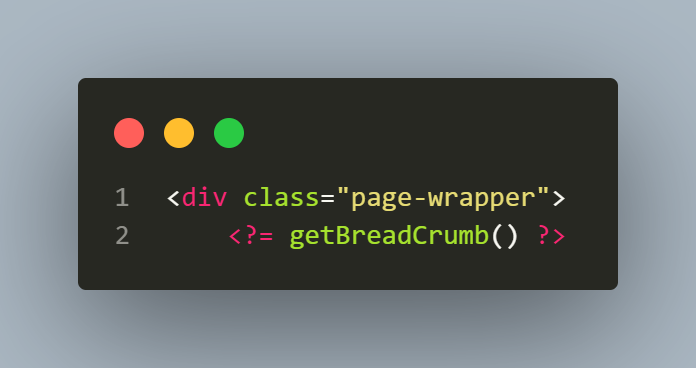 1 <div class="page-wrapper">
2 <?= getBreadCrumb() ?>